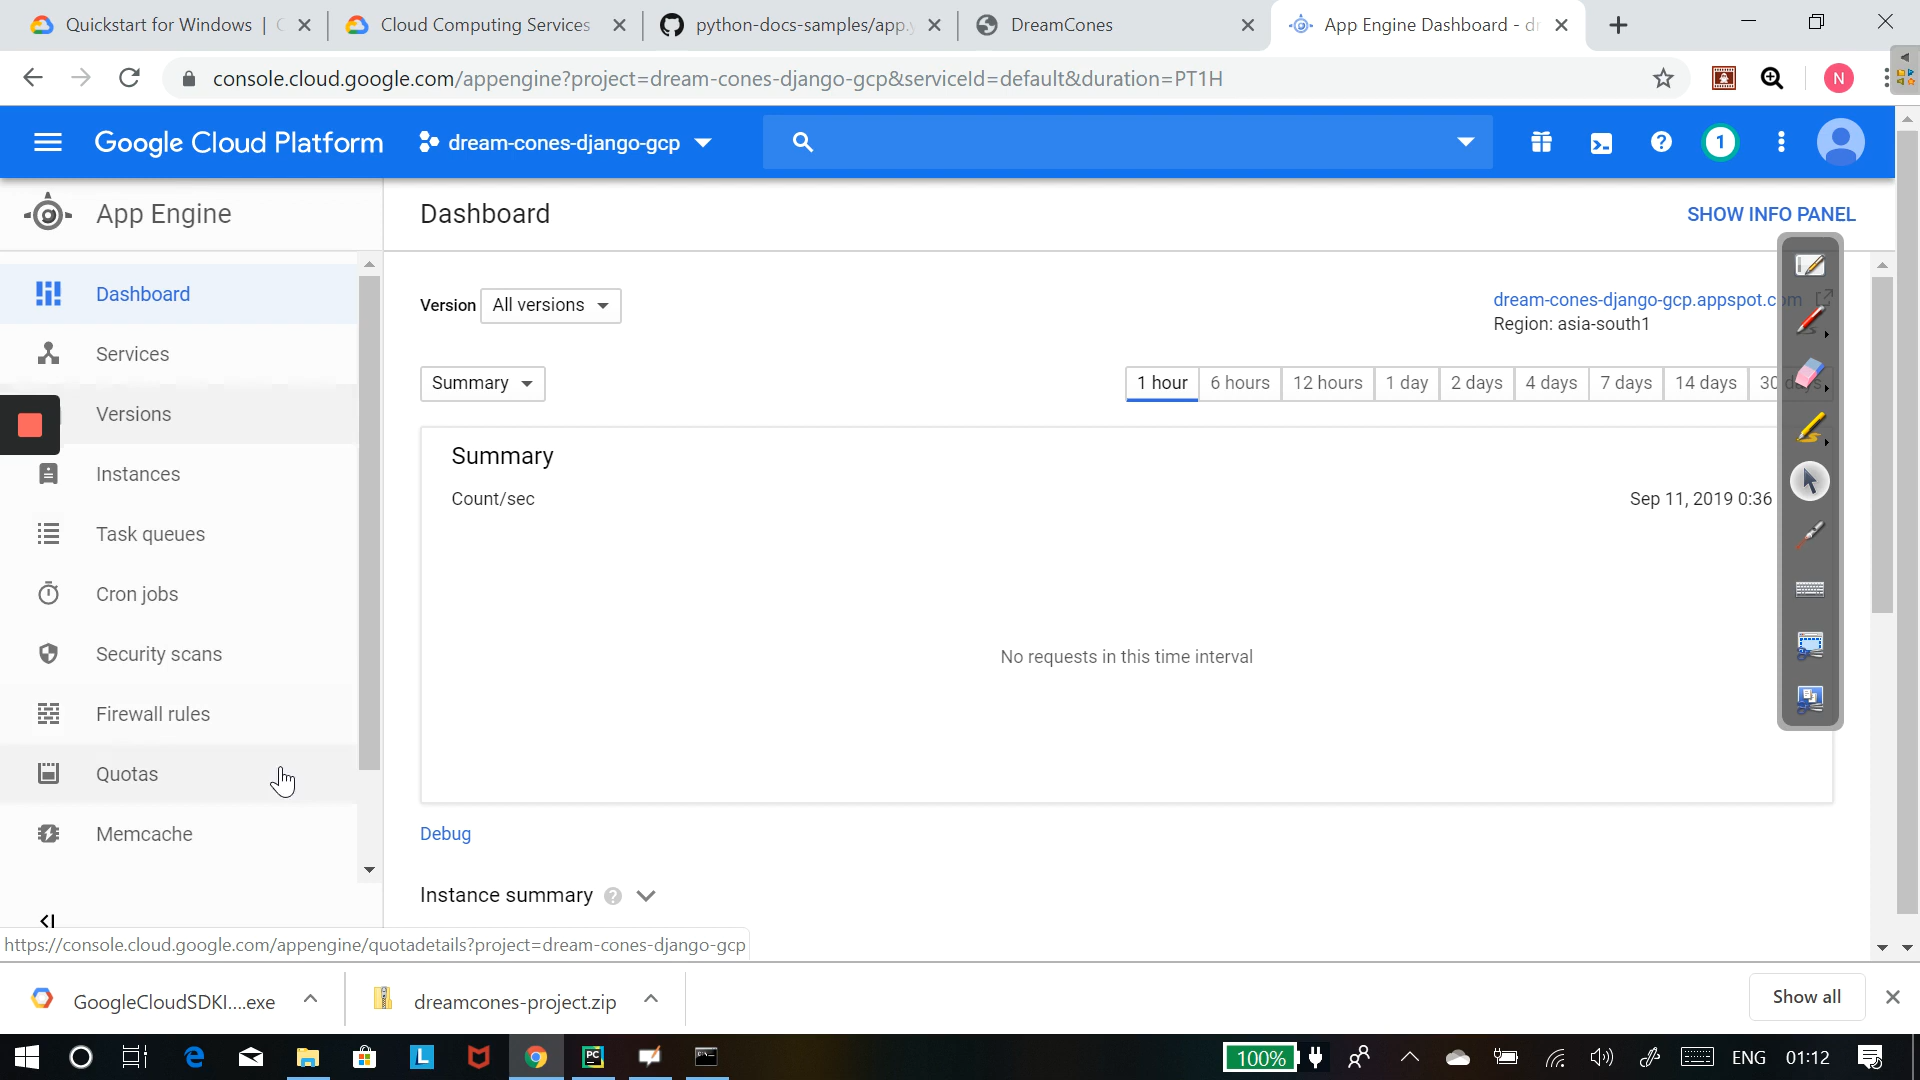 Quickstart for Windows |
Cloud Computing Services
python-docs-samples/app.
DreamCones
App Engine Dashboard - d
console.cloud.google.com/appengine?project=dream-cones-django-gcp&serviceId=default&duration=PT1H
N
Google Cloud Platform
dream-cones-django-gcp
1
App Engine
Dashboard
SHOW INFO PANEL
Dashboard
Services
Versions
Instances
Task queues
Cron jobs
Security scans
Firewall rules
Quotas
Memcache
Version
All versions
dream-cones-django-gcp.appspot.com
Region: asia-south1
Summary
1 hour
6 hours
12 hours
1 day
2 days
4 days
7 days
14 days
30 days
Summary
Count/sec
Sep 11, 2019 0:36
No requests in this time interval
Debug
Instance summary
https://console.cloud.google.com/appengine/quotadetails?project=dream-cones-django-gcp
GoogleCloudSDKI....exe
dreamcones-project.zip
Show all
100%
ENG
01:12